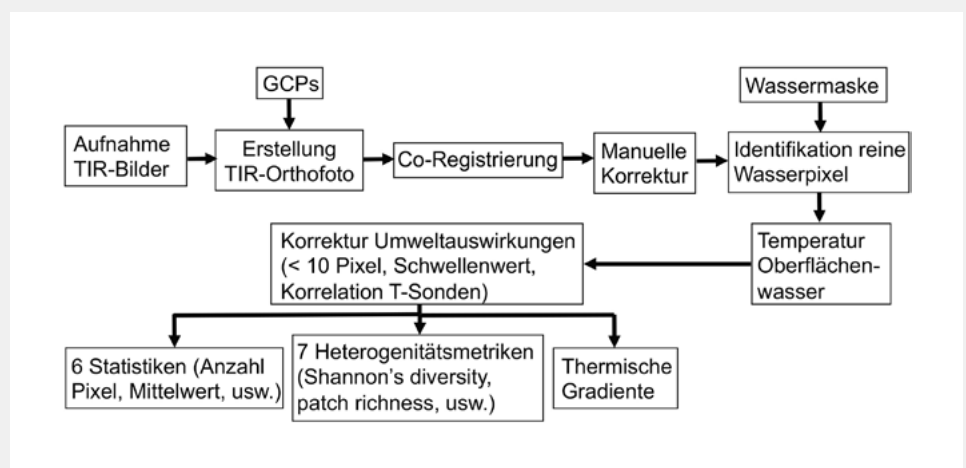 GCPs
Wassermaske
Aufnahme
TIR-Bilder
Erstellung
TIR-Orthofoto
Co-Registrierung
Manuelle
Korrektur
Identifikation reine
Wasserpixel
Korrektur Umweltauswirkungen
(< 10 Pixel, Schwellenwert,
Korrelation T-Sonden)
Temperatur
Oberflächen-
wasser
6 Statistiken (Anzahl
Pixel, Mittelwert, usw.)
7 Heterogenitätsmetriken
(Shannon's diversity,
patch richness, usw.)
Thermische
Gradiente